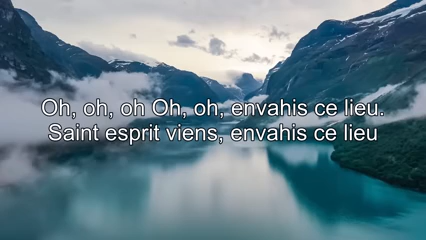 Oh, oh, oh Oh, oh, envahis ce lieu.
Saint esprit viens, envahis ce lieu